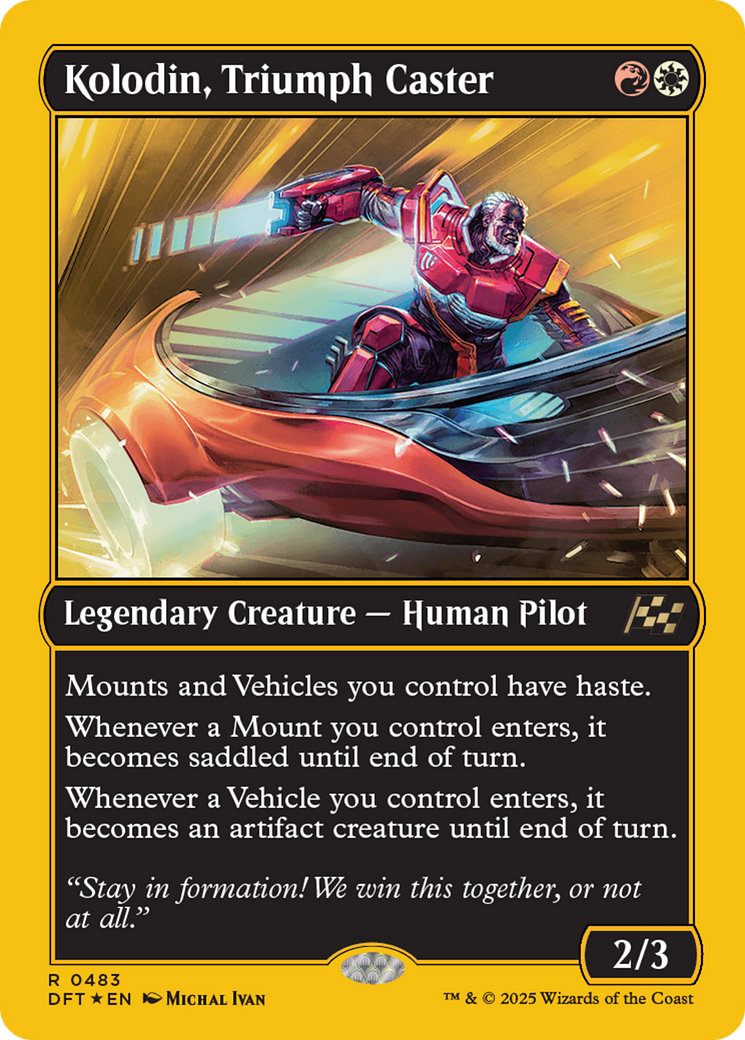 Kolodin, Triumph Caster
Legendary Creature — Human Pilot
Mounts and Vehicles you control have haste.
Whenever a Mount you control enters, it
becomes saddled until end of turn.
Whenever a Vehicle you control enters, it
becomes an artifact creature until end of turn.
“Stay in formation! We win this together, or not
at all.”
2/3
R 0483
DFT ★ EN Michal Ivan
™ & © 2025 Wizards of the Coast